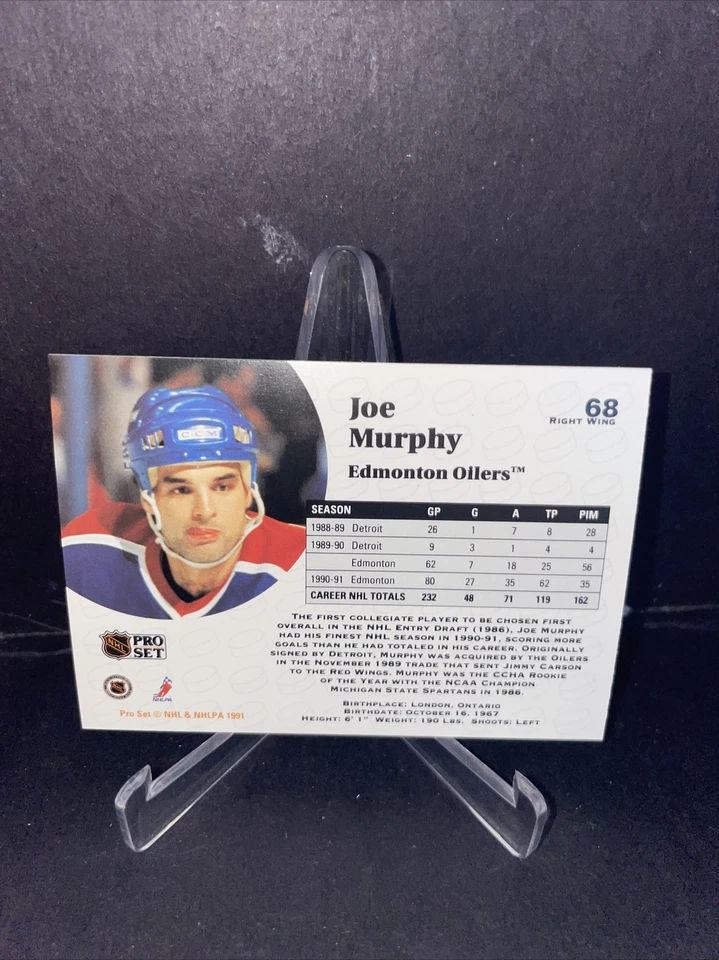 CCM
Joe
Murphy
Edmonton Oilers™
68
RIGHT WING
SEASON GP G A TP PIM
1988-89 Detroit 26 1 7 8 28
1989-90 Detroit 9 3 1 4 4
Edmonton 62 7 18 25 56
1990-91 Edmonton 80 27 35 62 35
CAREER NHL TOTALS 232 48 71 119 162
THE FIRST COLLEGIATE PLAYER TO BE CHOSEN FIRST
OVERALL IN THE NHL ENTRY DRAFT (1986), JOE MURPHY
HAD HIS FINEST NHL SEASON IN 1990-91, SCORING MORE
GOALS THAN HE HAD TOTALED IN HIS CAREER. ORIGINALLY
SIGNED BY DETROIT, MURPHY WAS ACQUIRED BY THE OILERS
IN THE NOVEMBER 1989 TRADE THAT SENT JIMMY CARSON
TO THE RED WINGS. MURPHY WAS THE CCHA ROOKIE
OF THE YEAR WITH THE NCAA CHAMPION
MICHIGAN STATE SPARTANS IN 1986.
BIRTHPLACE: LONDON, ONTARIO
BIRTHDATE: OCTOBER 16, 1967
HEIGHT: 6' 1" WEIGHT: 190 LBS. SHOOTS: LEFT
NHL PRO
SET
NHLPA
Pro Set © NHL & NHLPA 1991